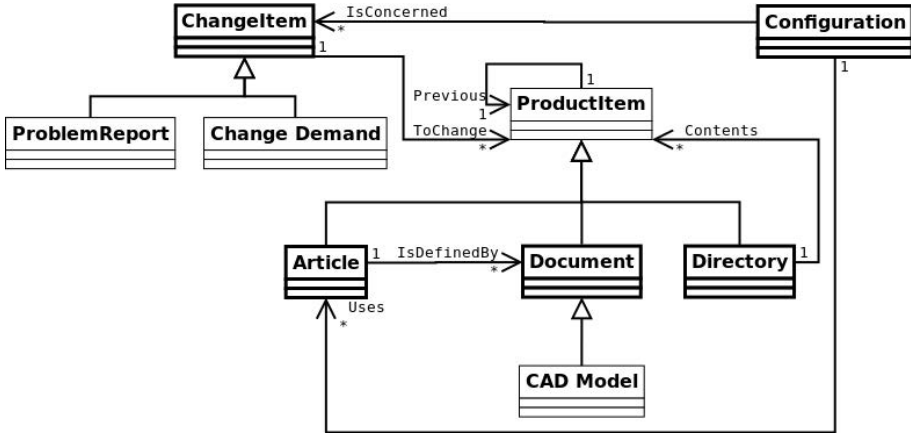 ChangeItem
IsConcerned
*
Configuration
1
1
Previous
1
1
ProductItem
ProblemReport
Change Demand
ToChange
*
Contents
*
Article
1
IsDefinedBy
*
Document
Directory
1
Uses
*
CAD Model